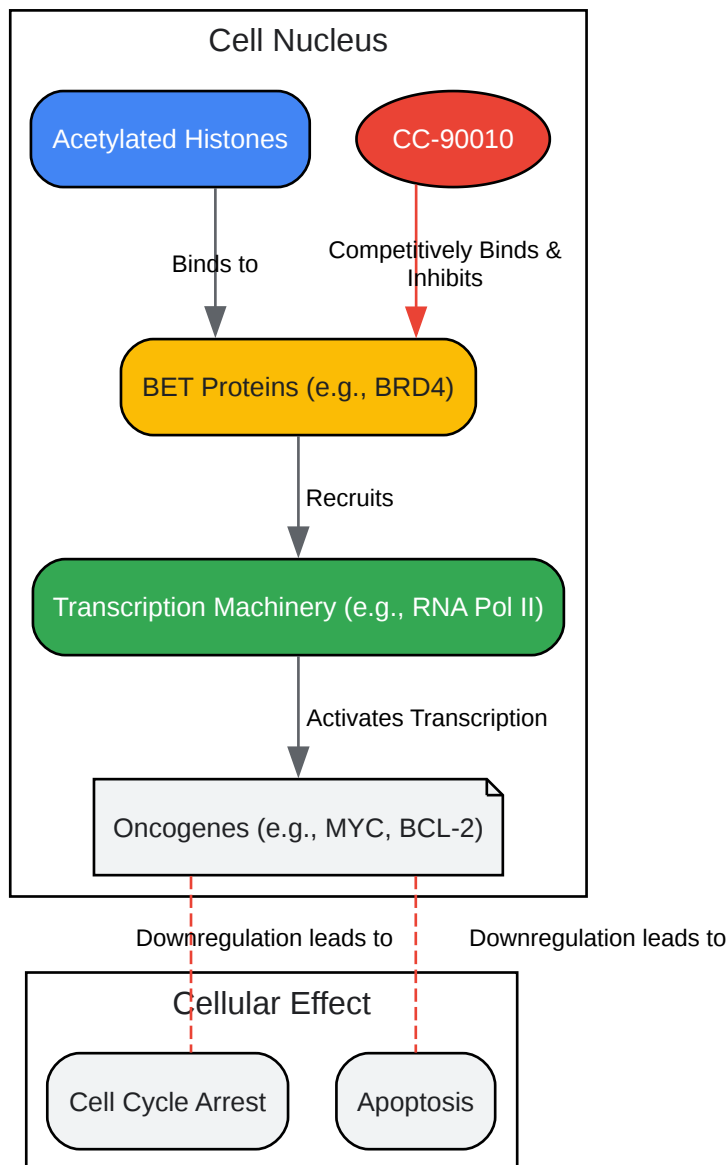 Cell Nucleus
Acetylated Histones
CC-90010
Binds to
Competitively Binds &
Inhibits
BET Proteins (e.g., BRD4)
Recruits
Transcription Machinery (e.g., RNA Pol II)
Activates Transcription
Oncogenes (e.g., MYC, BCL-2)
Downregulation leads to
Downregulation leads to
Cellular Effect
Cell Cycle Arrest
Apoptosis